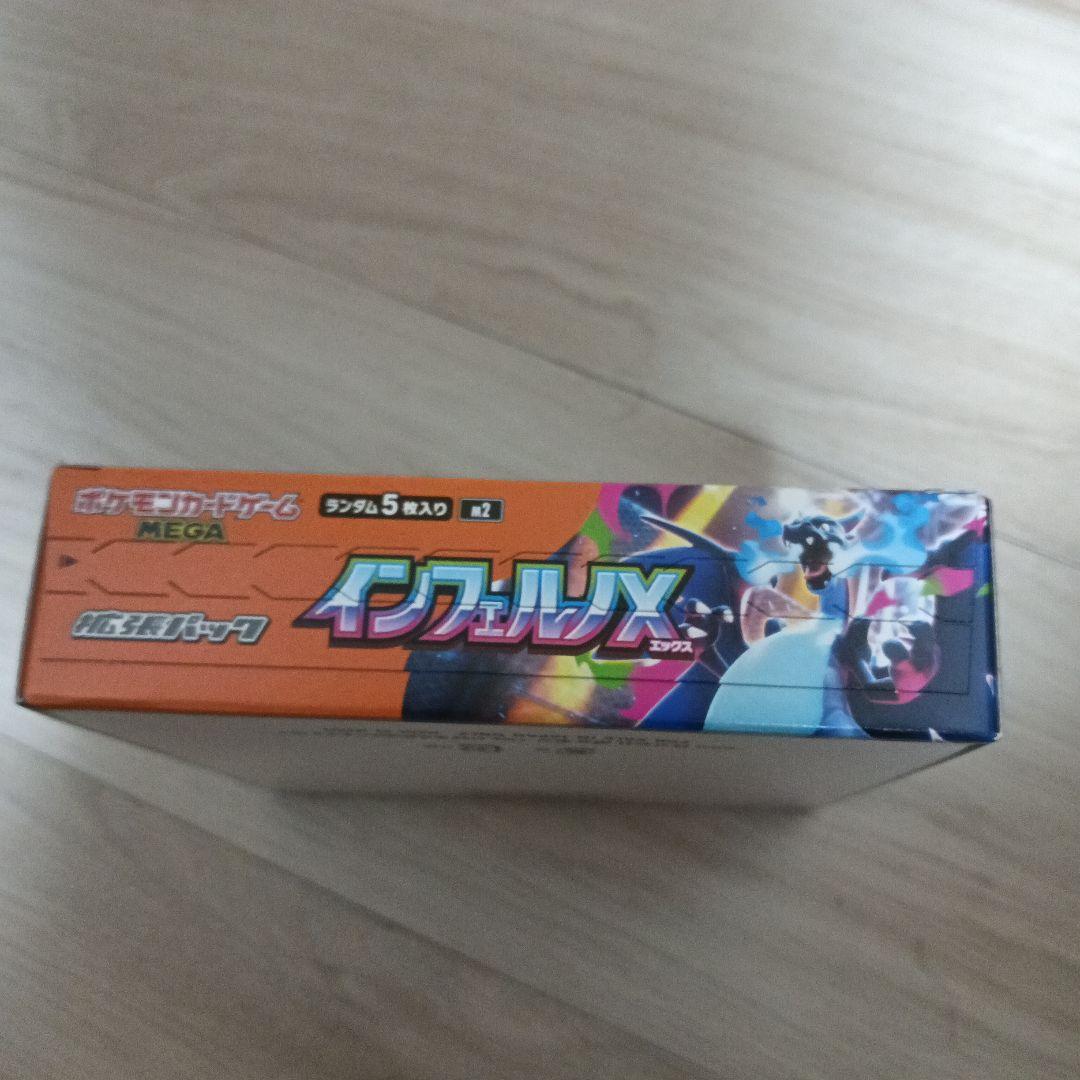 ポケモンカードゲーム
MEGA
ランダム5枚入り
m2
拡張パック
インフェルノX
エックス